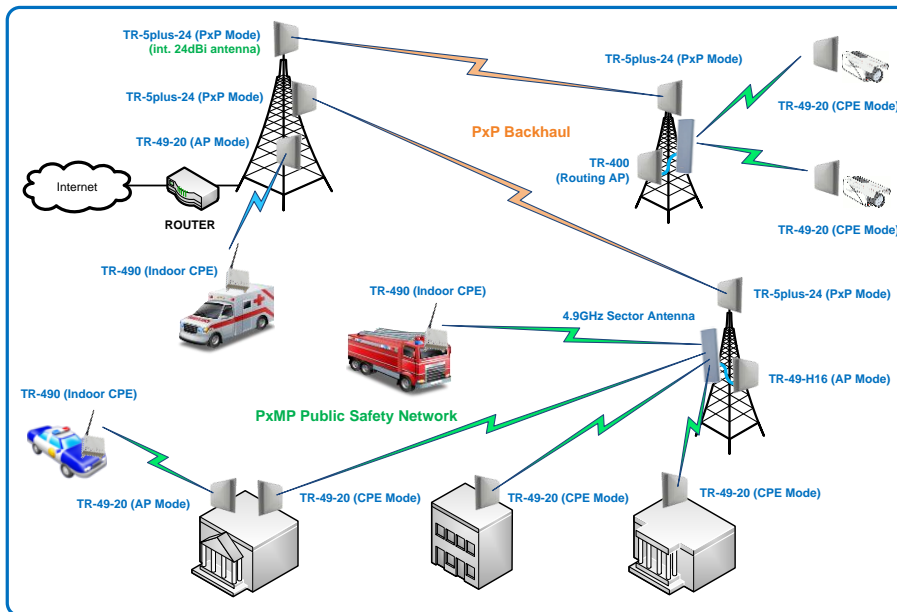 TR-5plus-24 (PxP Mode)
(int. 24dBi antenna)
TR-5plus-24 (PxP Mode)
TR-49-20 (CPE Mode)
TR-5plus-24 (PxP Mode)
PxP Backhaul
TR-49-20 (AP Mode)
TR-400
(Routing AP)
Internet
ROUTER
TR-49-20 (CPE Mode)
TR-490 (Indoor CPE)
TR-490 (Indoor CPE)
TR-5plus-24 (PxP Mode)
4.9GHz Sector Antenna
TR-49-H16 (AP Mode)
TR-490 (Indoor CPE)
PxMP Public Safety Network
TR-49-20 (AP Mode)
TR-49-20 (CPE Mode)
TR-49-20 (CPE Mode)
TR-49-20 (CPE Mode)